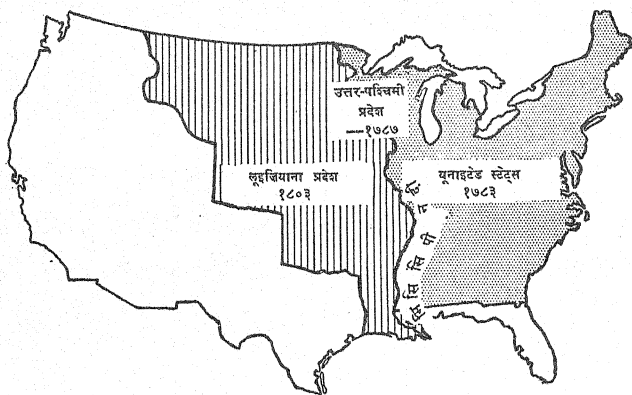 उत्तर-पश्चिमी
प्रदेश
—१७८७
लूइज़ियाना प्रदेश
१८०३
यूनाइटेड स्टेट्स
१७८३
मिसिसिपी नदी